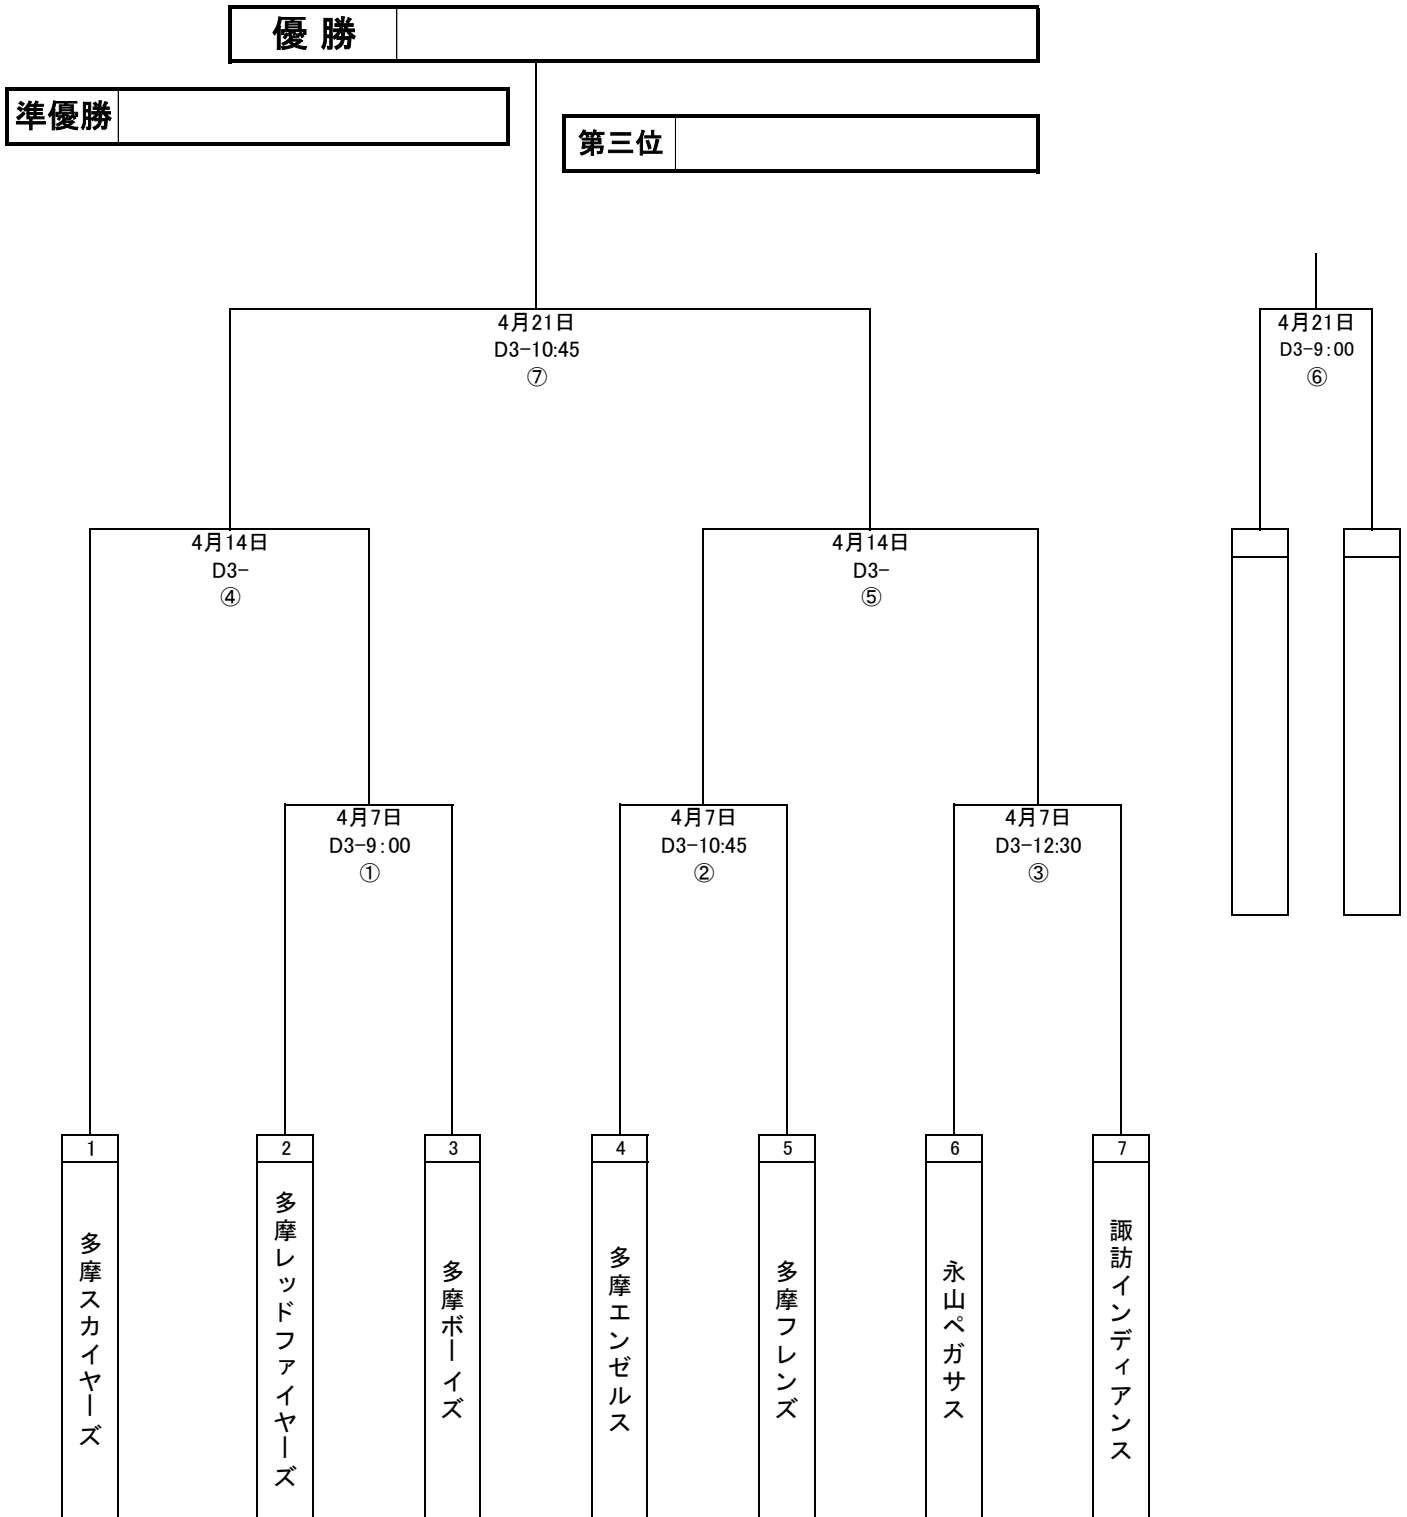 優 勝
準優勝
第三位
4月21日
D3-10:45
⑦
4月21日
D3-9:00
⑥
4月14日
D3-
④
4月14日
D3-
⑤
4月7日
D3-9:00
①
4月7日
D3-10:45
②
4月7日
D3-12:30
③
1
多摩スカイヤーズ
2
多摩レッドファイヤーズ
3
多摩ボーイズ
4
多摩エンゼルス
5
多摩フレンズ
6
永山ペガサス
7
諏訪インディアンス